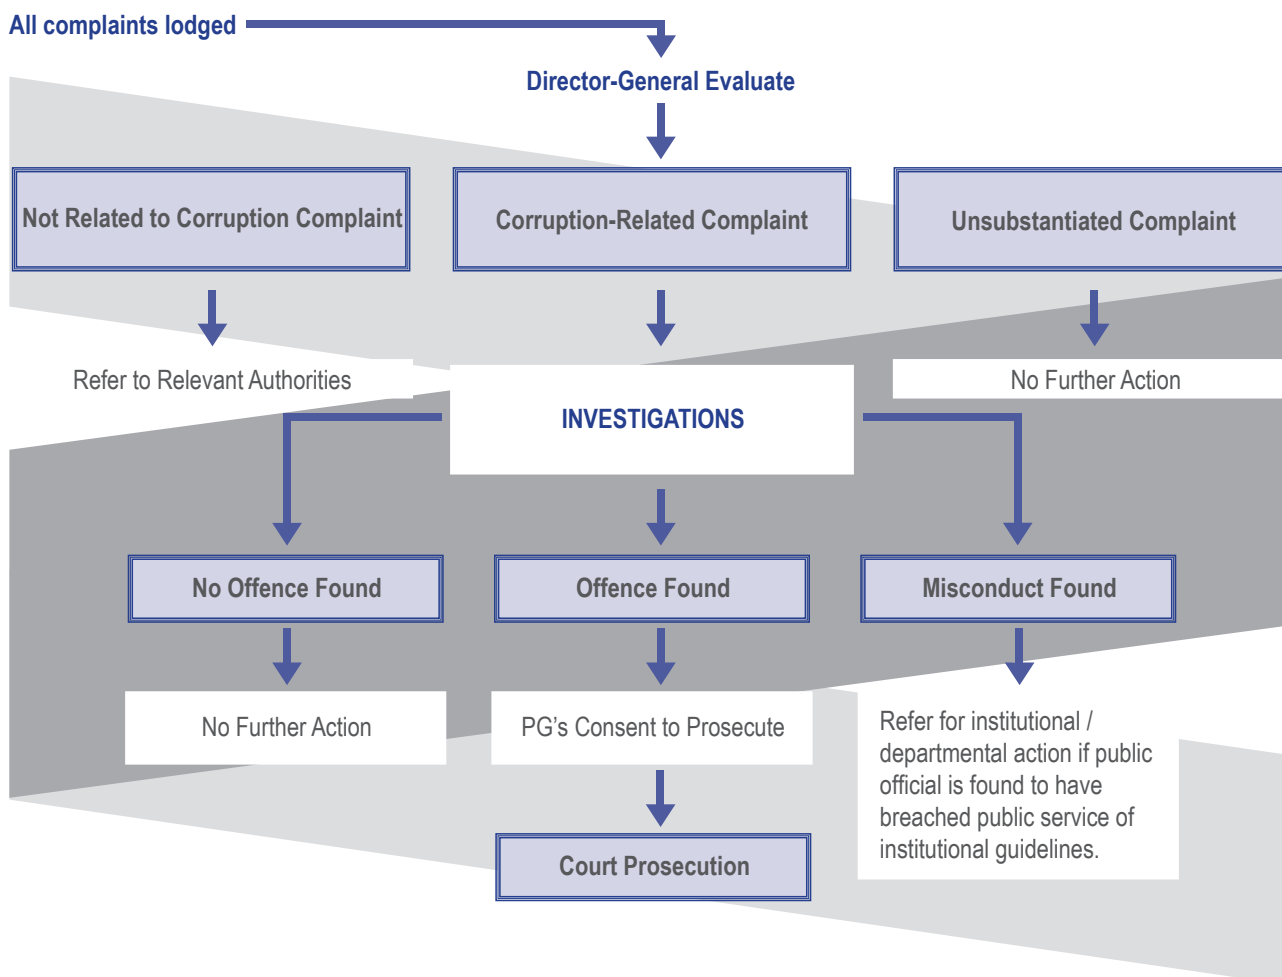 All complaints lodged
Director-General Evaluate
Not Related to Corruption Complaint
Corruption-Related Complaint
Unsubstantiated Complaint
Refer to Relevant Authorities
No Further Action
INVESTIGATIONS
No Offence Found
Offence Found
Misconduct Found
No Further Action
PG’s Consent to Prosecute
Refer for institutional /
departmental action if public
official is found to have
breached public service of
institutional guidelines.
Court Prosecution